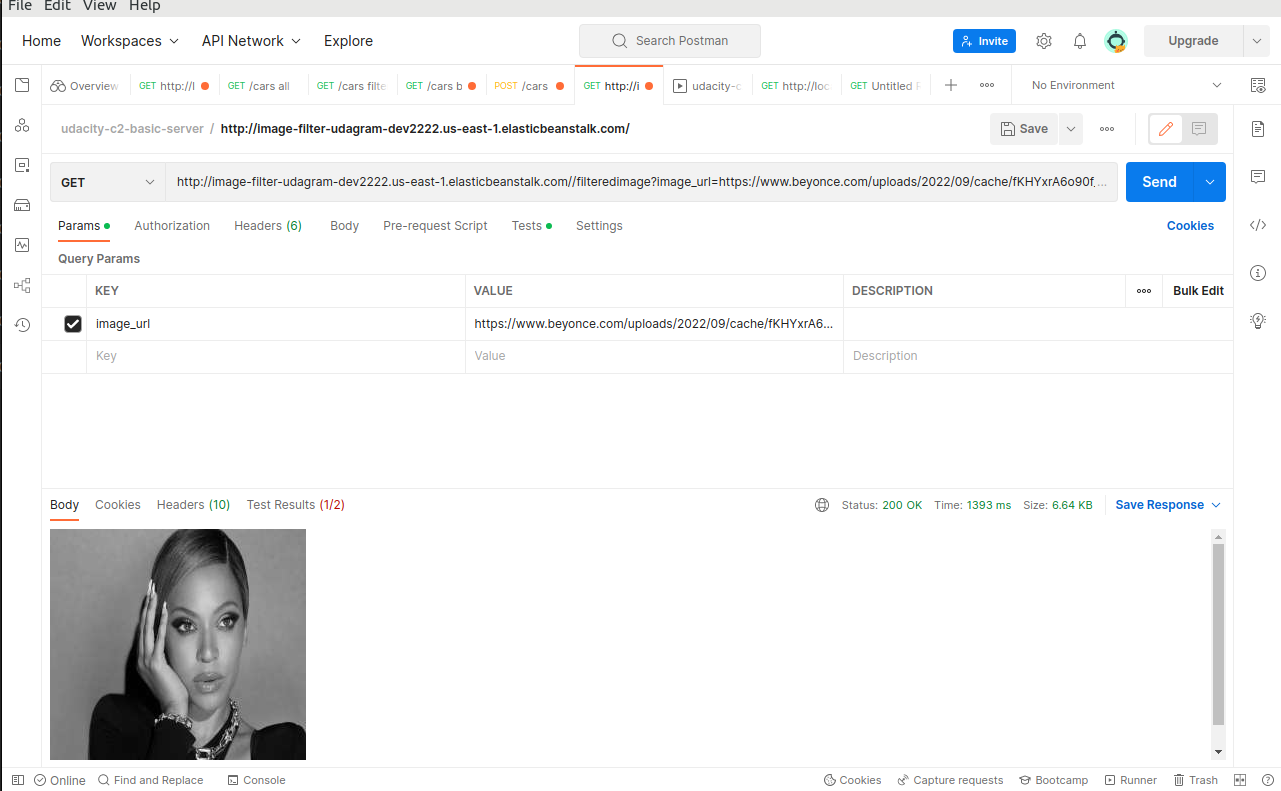 File Edit View Help
Home Workspaces API Network Explore Search Postman Invite Upgrade
Overview GET http://l GET /cars all GET /cars filte GET /cars b POST /cars GET http://i udacity-c GET http://loc GET Untitled R No Environment
udacity-c2-basic-server / http://image-filter-udagram-dev2222.us-east-1.elasticbeanstalk.com/ Save
GET http://image-filter-udagram-dev2222.us-east-1.elasticbeanstalk.com//filteredimage?image_url=https://www.beyonce.com/uploads/2022/09/cache/fKHYxrA6o90f_... Send
Params Authorization Headers (6) Body Pre-request Script Tests Settings Cookies
Query Params
KEY VALUE DESCRIPTION Bulk Edit
image_url https://www.beyonce.com/uploads/2022/09/cache/fKHYxrA6...
Key Value Description
Body Cookies Headers (10) Test Results (1/2) Status: 200 OK Time: 1393 ms Size: 6.64 KB Save Response
Online Find and Replace Console Cookies Capture requests Bootcamp Runner Trash